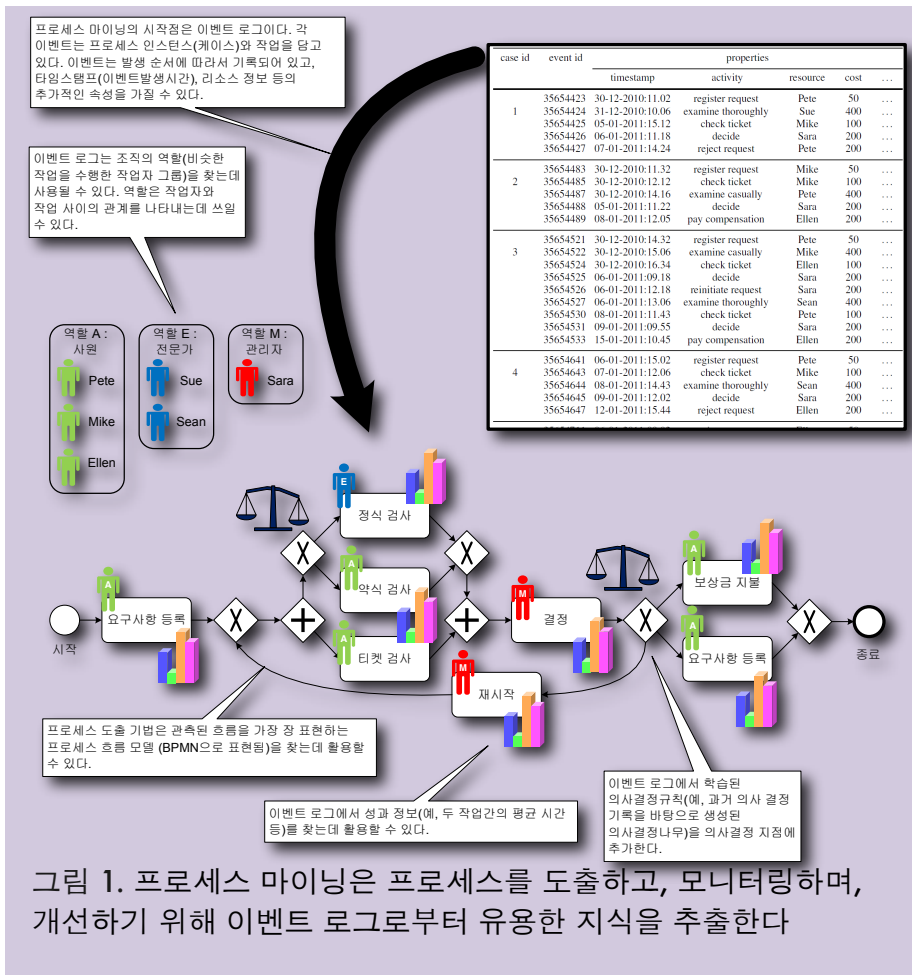 프로세스 마이닝의 시작점은 이벤트 로그이다. 각
이벤트는 프로세스 인스턴스(케이스)와 작업을 담고
있다. 이벤트는 발생 순서에 따라서 기록되어 있고,
타임스탬프(이벤트발생시간), 리소스 정보 등의
추가적인 속성을 가질 수 있다.
이벤트 로그는 조직의 역할(비슷한
작업을 수행한 작업자 그룹)을 찾는데
사용될 수 있다. 역할은 작업자와
작업 사이의 관계를 나타내는데 쓰일
수 있다.
case id event id properties
timestamp activity resource cost ...
35654423 30-12-2010:11.02 register request Pete 50 ...
1 35654424 31-12-2010:10.06 examine thoroughly Sue 400 ...
35654425 05-01-2011:15.12 check ticket Mike 100 ...
35654426 06-01-2011:11.18 decide Sara 200 ...
35654427 07-01-2011:14.24 reject request Pete 200 ...
35654483 30-12-2010:11.32 register request Mike 50 ...
2 35654485 30-12-2010:12.12 check ticket Mike 100 ...
35654487 30-12-2010:14.16 examine casually Pete 400 ...
35654488 05-01-2011:11.22 decide Sara 200 ...
35654489 08-01-2011:12.05 pay compensation Ellen 200 ...
35654521 30-12-2010:14.32 register request Pete 50 ...
3 35654522 30-12-2010:15.06 examine casually Mike 400 ...
35654524 30-12-2010:16.34 check ticket Ellen 100 ...
35654525 06-01-2011:09.18 decide Sara 200 ...
35654526 06-01-2011:12.18 reinitiate request Sara 200 ...
35654527 06-01-2011:13.06 examine thoroughly Sean 400 ...
35654530 08-01-2011:11.43 check ticket Pete 100 ...
35654531 09-01-2011:09.55 decide Sara 200 ...
35654533 15-01-2011:10.45 pay compensation Ellen 200 ...
35654641 06-01-2011:15.02 register request Pete 50 ...
4 35654643 07-01-2011:12.06 check ticket Mike 100 ...
35654644 08-01-2011:14.43 examine thoroughly Sean 400 ...
35654645 09-01-2011:12.02 decide Sara 200 ...
35654647 12-01-2011:15.44 reject request Ellen 200 ...
역할 A :
사원
Pete
Mike
Ellen
역할 E :
전문가
Sue
Sean
역할 M :
관리자
Sara
E
정식 검사
A
약식 검사
A
티켓 검사
시작
A
요구사항 등록
M
결정
M
재시작
A
보상금 지불
A
요구사항 등록
종료
프로세스 도출 기법은 관측된 흐름을 가장 장 표현하는
프로세스 흐름 모델 (BPMN으로 표현됨)을 찾는데 활용할
수 있다.
이벤트 로그에서 성과 정보(예, 두 작업간의 평균 시간
등)를 찾는데 활용할 수 있다.
이벤트 로그에서 학습된
의사결정규칙(예, 과거 의사 결정
기록을 바탕으로 생성된
의사결정나무)을 의사결정 지점에
추가한다.
그림 1. 프로세스 마이닝은 프로세스를 도출하고, 모니터링하며,
개선하기 위해 이벤트 로그로부터 유용한 지식을 추출한다